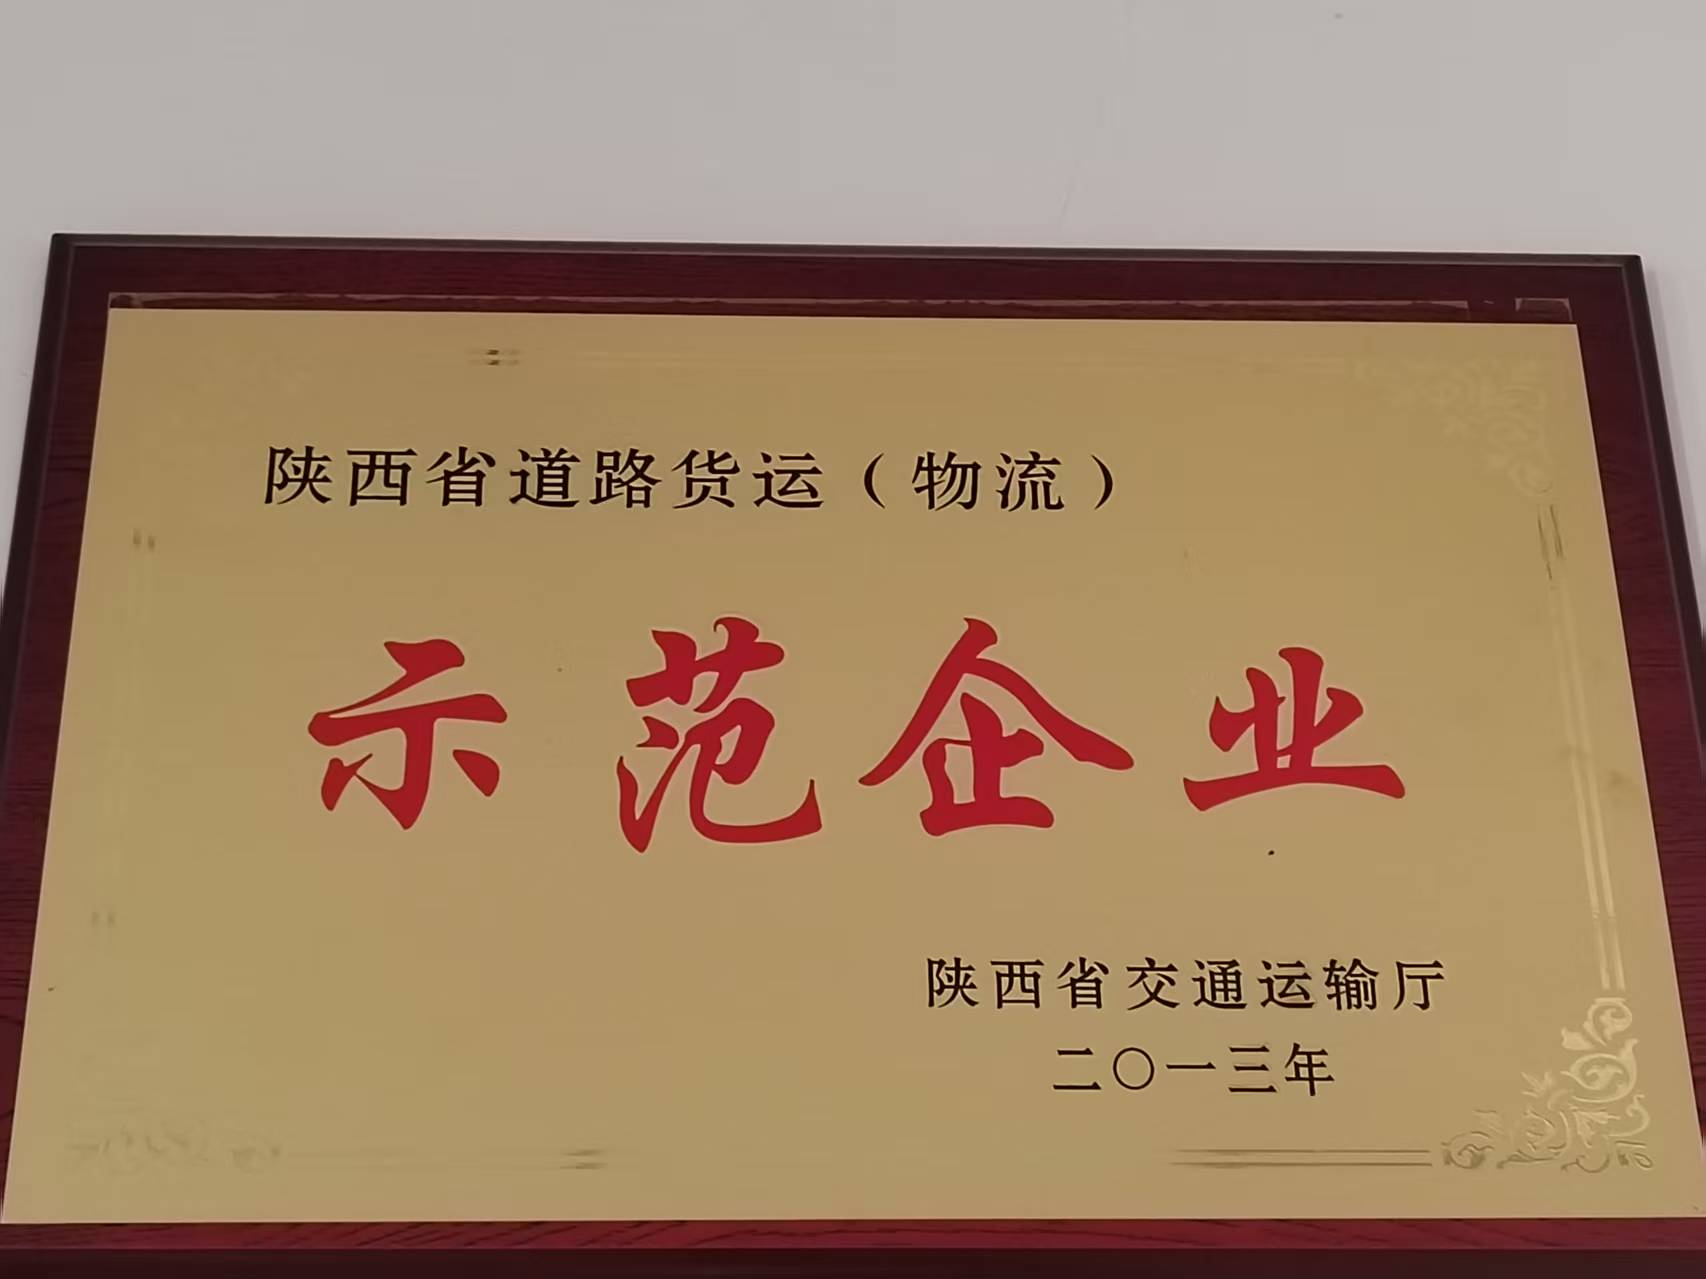 陕西省道路货运（物流）
示范企业
陕西省交通运输厅
二〇一三年